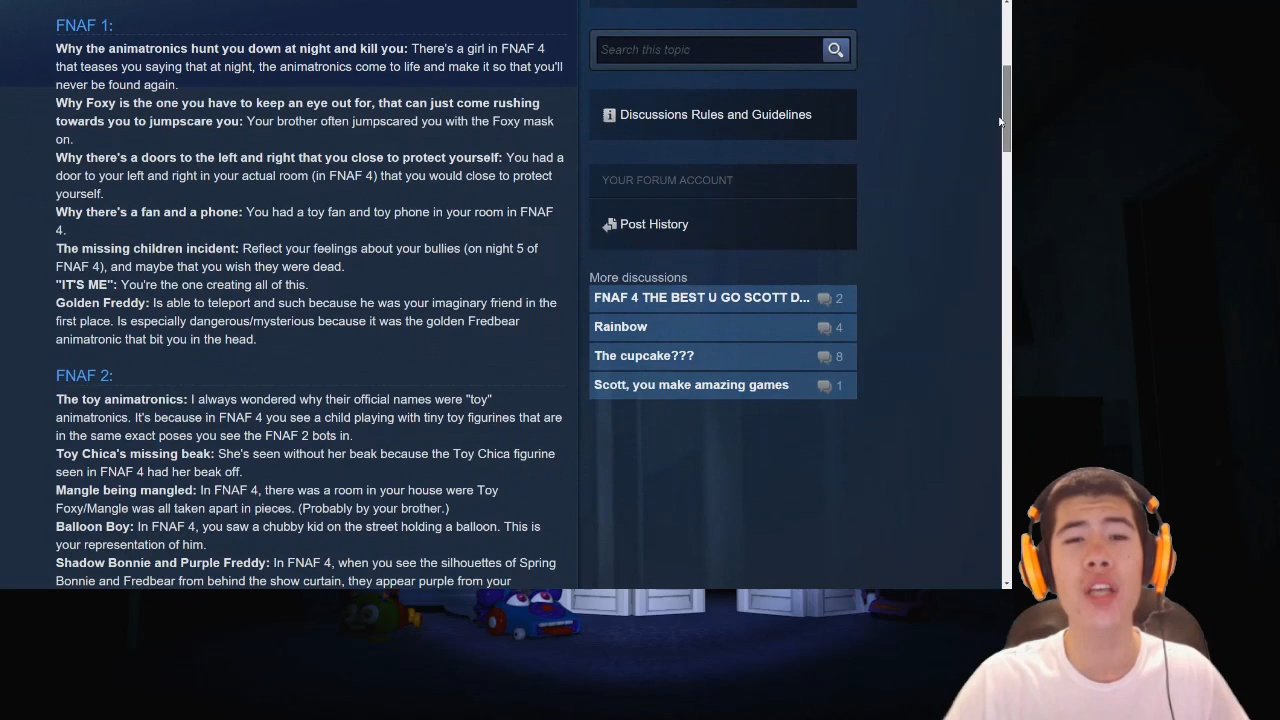 FNAF 1:
Why the animatronics hunt you down at night and kill you: There's a girl in FNAF 4
that teases you saying that at night, the animatronics come to life and make it so that you'll
never be found again.
Why Foxy is the one you have to keep an eye out for, that can just come rushing
towards you to jumpscare you: Your brother often jumpscared you with the Foxy mask
on.
Why there's a doors to the left and right that you close to protect yourself: You had a
door to your left and right in your actual room (in FNAF 4) that you would close to protect
yourself.
Why there's a fan and a phone: You had a toy fan and toy phone in your room in FNAF
4.
The missing children incident: Reflect your feelings about your bullies (on night 5 of
FNAF 4), and maybe that you wish they were dead.
"IT'S ME": You're the one creating all of this.
Golden Freddy: Is able to teleport and such because he was your imaginary friend in the
first place. Is especially dangerous/mysterious because it was the golden Fredbear
animatronic that bit you in the head.
FNAF 2:
The toy animatronics: I always wondered why their official names were "toy"
animatronics. It's because in FNAF 4 you see a child playing with tiny toy figurines that are
in the same exact poses you see the FNAF 2 bots in.
Toy Chica's missing beak: She's seen without her beak because the Toy Chica figurine
seen in FNAF 4 had her beak off.
Mangle being mangled: In FNAF 4, there was a room in your house were Toy
Foxy/Mangle was all taken apart in pieces. (Probably by your brother.)
Balloon Boy: In FNAF 4, you saw a chubby kid on the street holding a balloon. This is
your representation of him.
Shadow Bonnie and Purple Freddy: In FNAF 4, when you see the silhouettes of Spring
Bonnie and Fredbear from behind the show curtain, they appear purple from your
Search this topic
Discussions Rules and Guidelines
YOUR FORUM ACCOUNT
Post History
More discussions
FNAF 4 THE BEST U GO SCOTT D... 2
Rainbow 4
The cupcake??? 8
Scott, you make amazing games 1